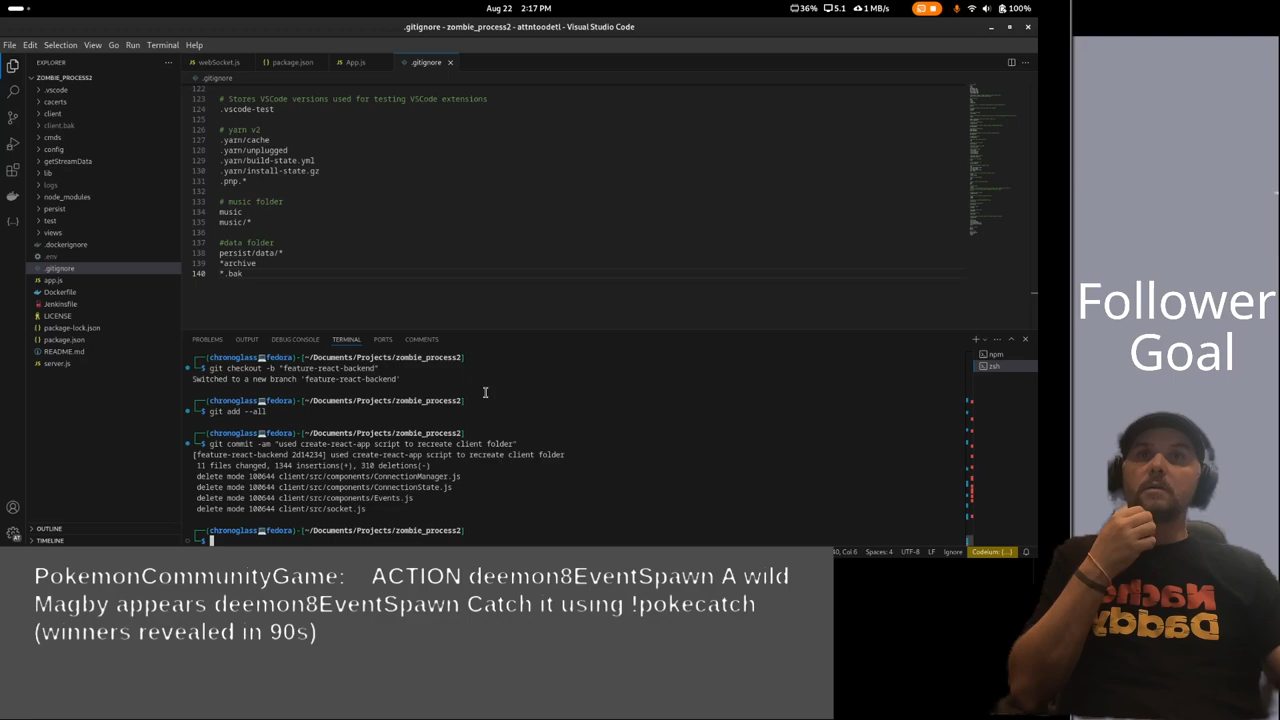 Aug 22 2:17 PM
36% 5.1 1 MB/s 100%
.gitignore - zombie_process2 - attntoodetl - Visual Studio Code
File Edit Selection View Go Run Terminal Help
EXPLORER
webSocket.js package.json App.js .gitignore
ZOMBIE_PROCESS2
.gitignore
.vscode
cacerts
client
client.bak
cmds
config
getStreamData
lib
logs
node_modules
persist
test
views
.dockerignore
.env
.gitignore
app.js
Dockerfile
Jenkinsfile
LICENSE
package-lock.json
package.json
README.md
server.js
OUTLINE
TIMELINE
122
123 # Stores VSCode versions used for testing VSCode extensions
124 .vscode-test
125
126 # yarn v2
127 .yarn/cache
128 .yarn/unplugged
129 .yarn/build-state.yml
130 .yarn/install-state.gz
131 .pnp.*
132
133 # music folder
134 music
135 music/*
136
137 #data folder
138 persist/data/*
139 *archive
140 *.bak
PROBLEMS OUTPUT DEBUG CONSOLE TERMINAL PORTS COMMENTS
npm
zsh
(chronoglass💻fedora)-[~/Documents/Projects/zombie_process2]
$ git checkout -b "feature-react-backend"
Switched to a new branch 'feature-react-backend'
(chronoglass💻fedora)-[~/Documents/Projects/zombie_process2]
$ git add --all
(chronoglass💻fedora)-[~/Documents/Projects/zombie_process2]
$ git commit -am "used create-react-app script to recreate client folder"
[feature-react-backend 2d14234] used create-react-app script to recreate client folder
11 files changed, 1344 insertions(+), 310 deletions(-)
delete mode 100644 client/src/components/ConnectionManager.js
delete mode 100644 client/src/components/ConnectionState.js
delete mode 100644 client/src/components/Events.js
delete mode 100644 client/src/socket.js
(chronoglass💻fedora)-[~/Documents/Projects/zombie_process2]
$
40, Col 6 Spaces: 4 UTF-8 LF Ignore Codeium: {...}
PokemonCommunityGame: ACTION deemon8EventSpawn A wild
Magby appears deemon8EventSpawn Catch it using !pokecatch
(winners revealed in 90s)
Follower
Goal
Nacho
Daddy